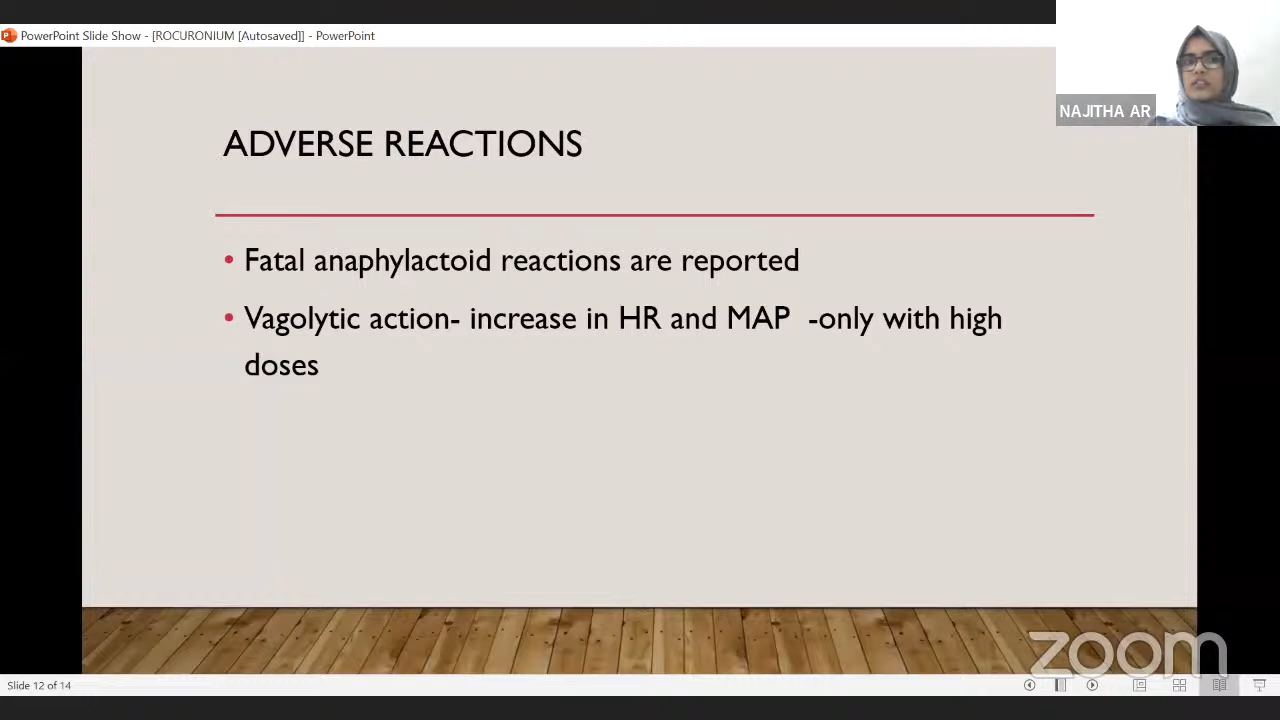 PowerPoint Slide Show - [ROCURONIUM [Autosaved]] - PowerPoint
NAJITHA AR
ADVERSE REACTIONS
• Fatal anaphylactoid reactions are reported
• Vagolytic action- increase in HR and MAP -only with high
doses
zoom
Slide 12 of 14